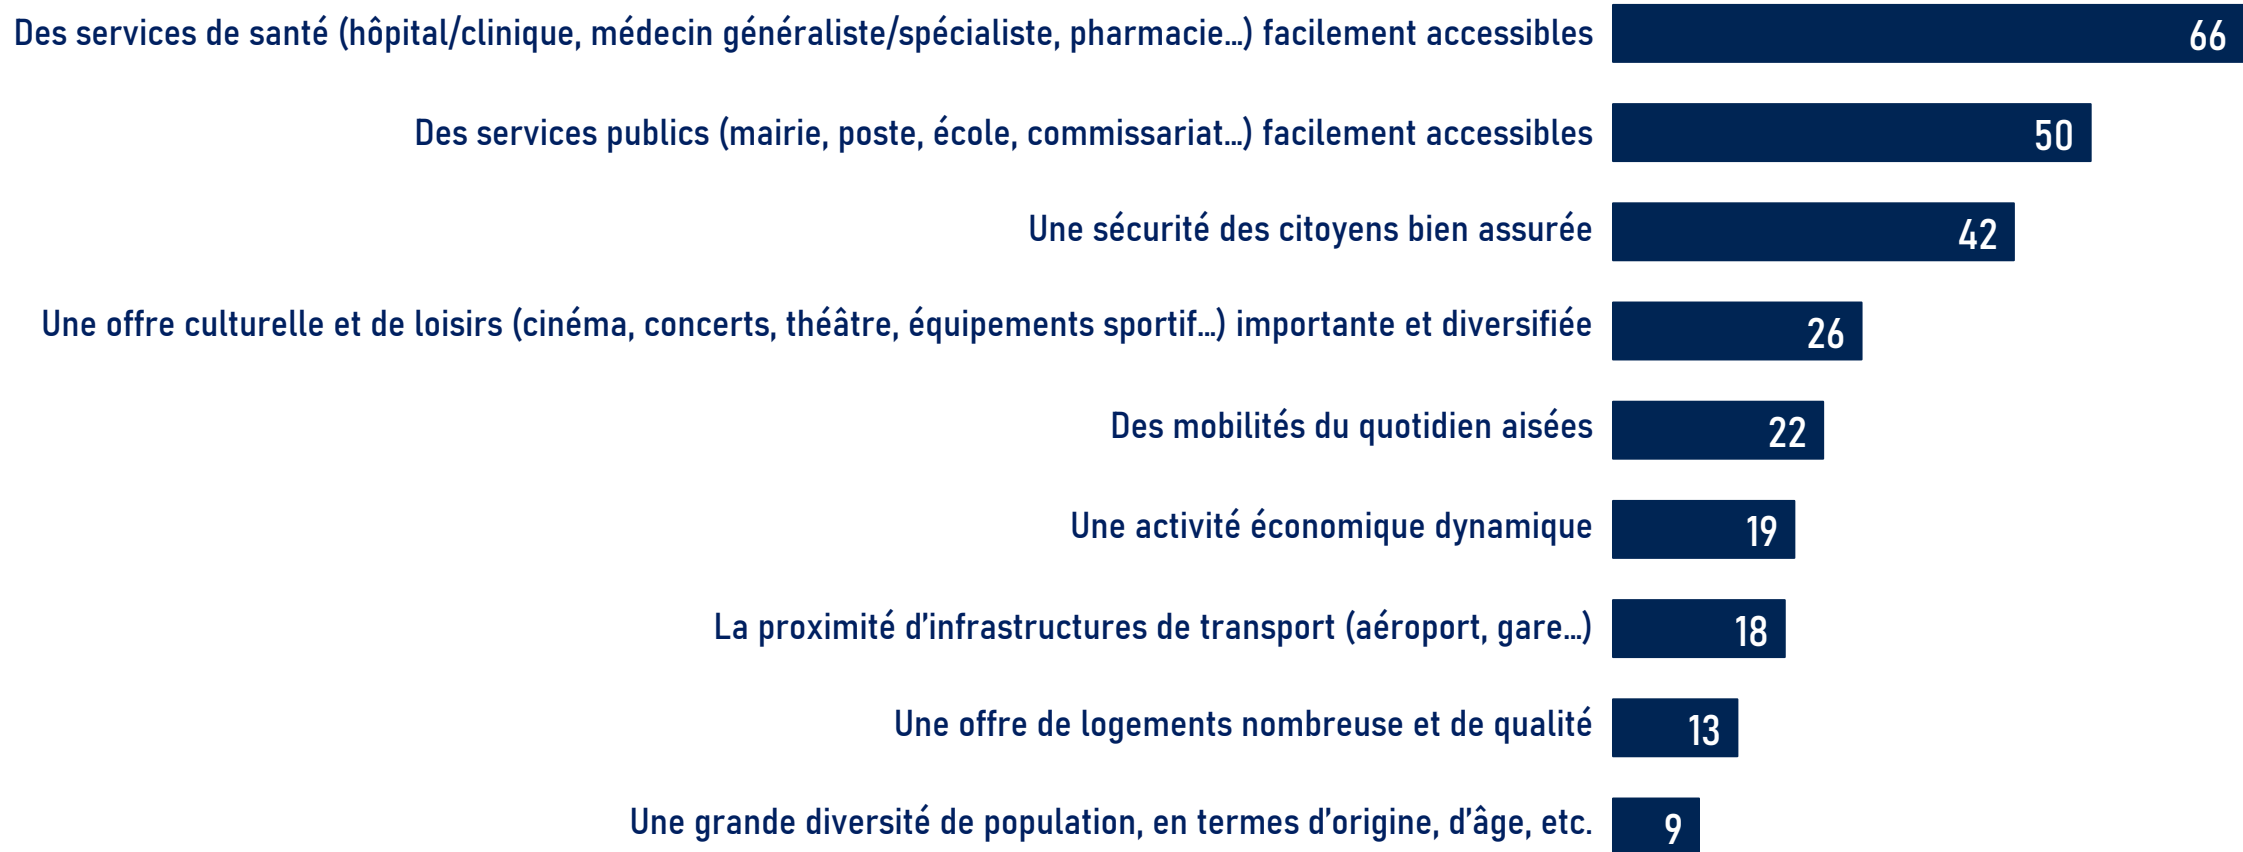 Des services de santé (hôpital/clinique, médecin généraliste/spécialiste, pharmacie…) facilement accessibles 66
Des services publics (mairie, poste, école, commissariat…) facilement accessibles 50
Une sécurité des citoyens bien assurée 42
Une offre culturelle et de loisirs (cinéma, concerts, théâtre, équipements sportif…) importante et diversifiée 26
Des mobilités du quotidien aisées 22
Une activité économique dynamique 19
La proximité d’infrastructures de transport (aéroport, gare…) 18
Une offre de logements nombreuse et de qualité 13
Une grande diversité de population, en termes d’origine, d’âge, etc. 9